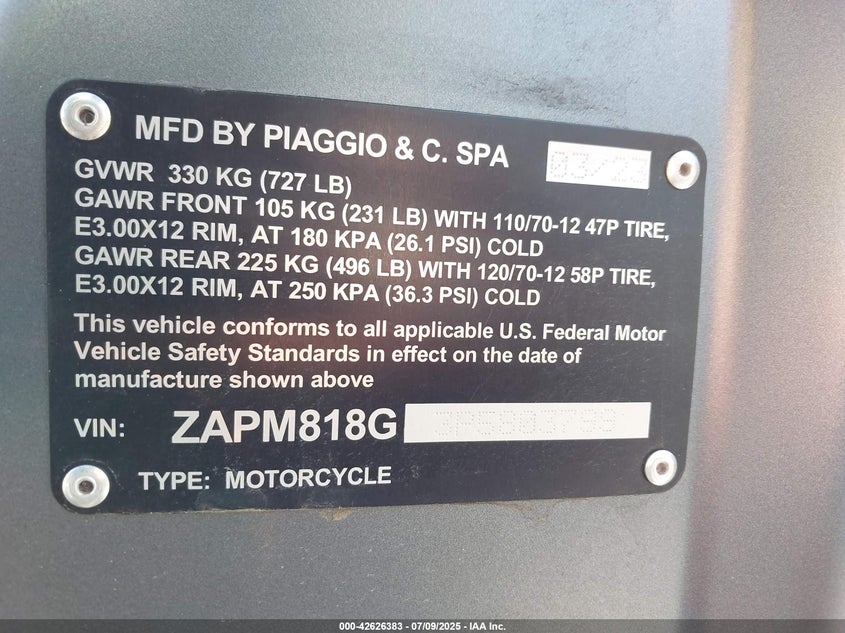 MFD BY PIAGGIO & C. SPA 03/23
GVWR 330 KG (727 LB)
GAWR FRONT 105 KG (231 LB) WITH 110/70-12 47P TIRE,
E3.00X12 RIM, AT 180 KPA (26.1 PSI) COLD
GAWR REAR 225 KG (496 LB) WITH 120/70-12 58P TIRE,
E3.00X12 RIM, AT 250 KPA (36.3 PSI) COLD
This vehicle conforms to all applicable U.S. Federal Motor
Vehicle Safety Standards in effect on the date of
manufacture shown above
VIN: ZAPM818G
TYPE: MOTORCYCLE
000-42626383 / 07/09/2025 - IAA Inc.